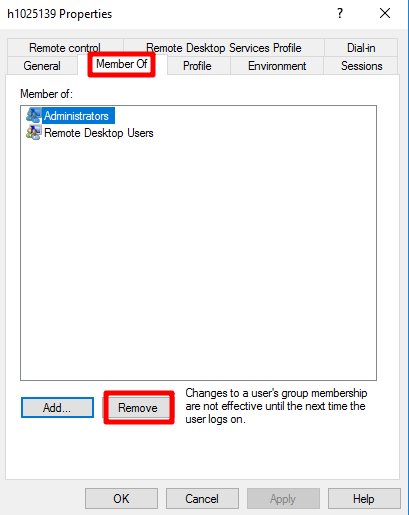 h1025139 Properties
?
Remote control
Remote Desktop Services Profile
Dial-in
General
Member Of
Profile
Environment
Sessions
Member of:
Administrators
Remote Desktop Users
Add...
Remove
Changes to a user's group membership
are not effective until the next time the
user logs on.
OK
Cancel
Apply
Help